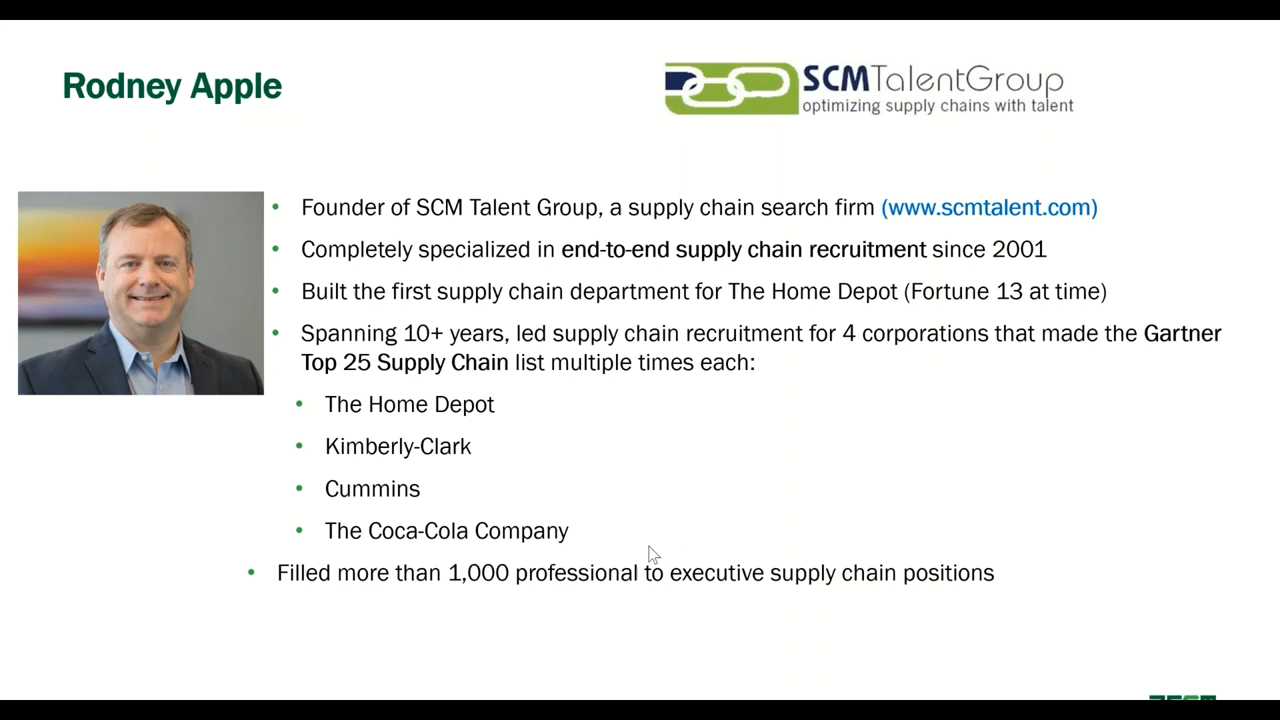 Rodney Apple
SCMTalentGroup
optimizing supply chains with talent
• Founder of SCM Talent Group, a supply chain search firm (www.scmtalent.com)
• Completely specialized in end-to-end supply chain recruitment since 2001
• Built the first supply chain department for The Home Depot (Fortune 13 at time)
• Spanning 10+ years, led supply chain recruitment for 4 corporations that made the Gartner
Top 25 Supply Chain list multiple times each:
• The Home Depot
• Kimberly-Clark
• Cummins
• The Coca-Cola Company
• Filled more than 1,000 professional to executive supply chain positions